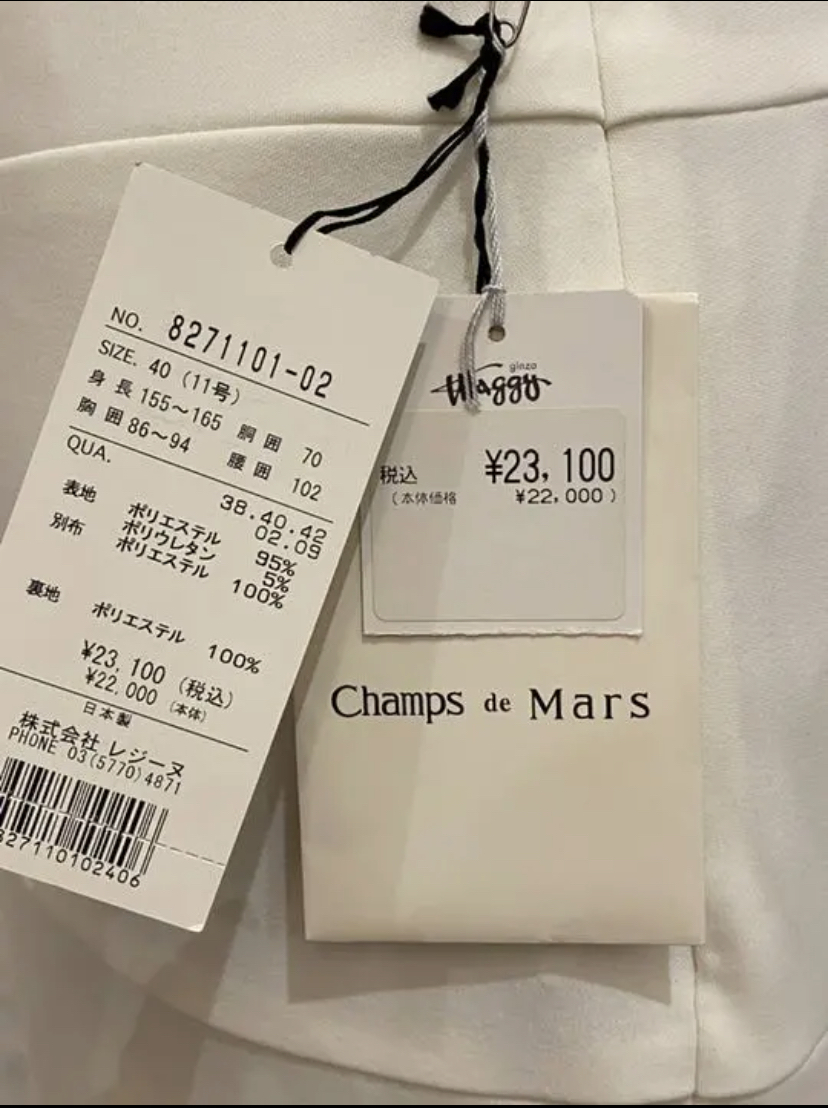 NO. 8271101-02
SIZE. 40 (11号)
身長 155~165 胴囲 70
胸囲 86~94 腰囲 102
QUA.
38.40.42
02.09
表地 ポリエステル 95%
ポリウレタン 5%
別布 ポリエステル 100%
裏地 ポリエステル 100%
¥23,100 (税込)
¥22,000 (本体)
日本製
株式会社 レジーヌ
PHONE 03(5770)4871
827110102406
ginza
Waggy
税込 ¥23,100
(本体価格 ¥22,000)
Champs de Mars